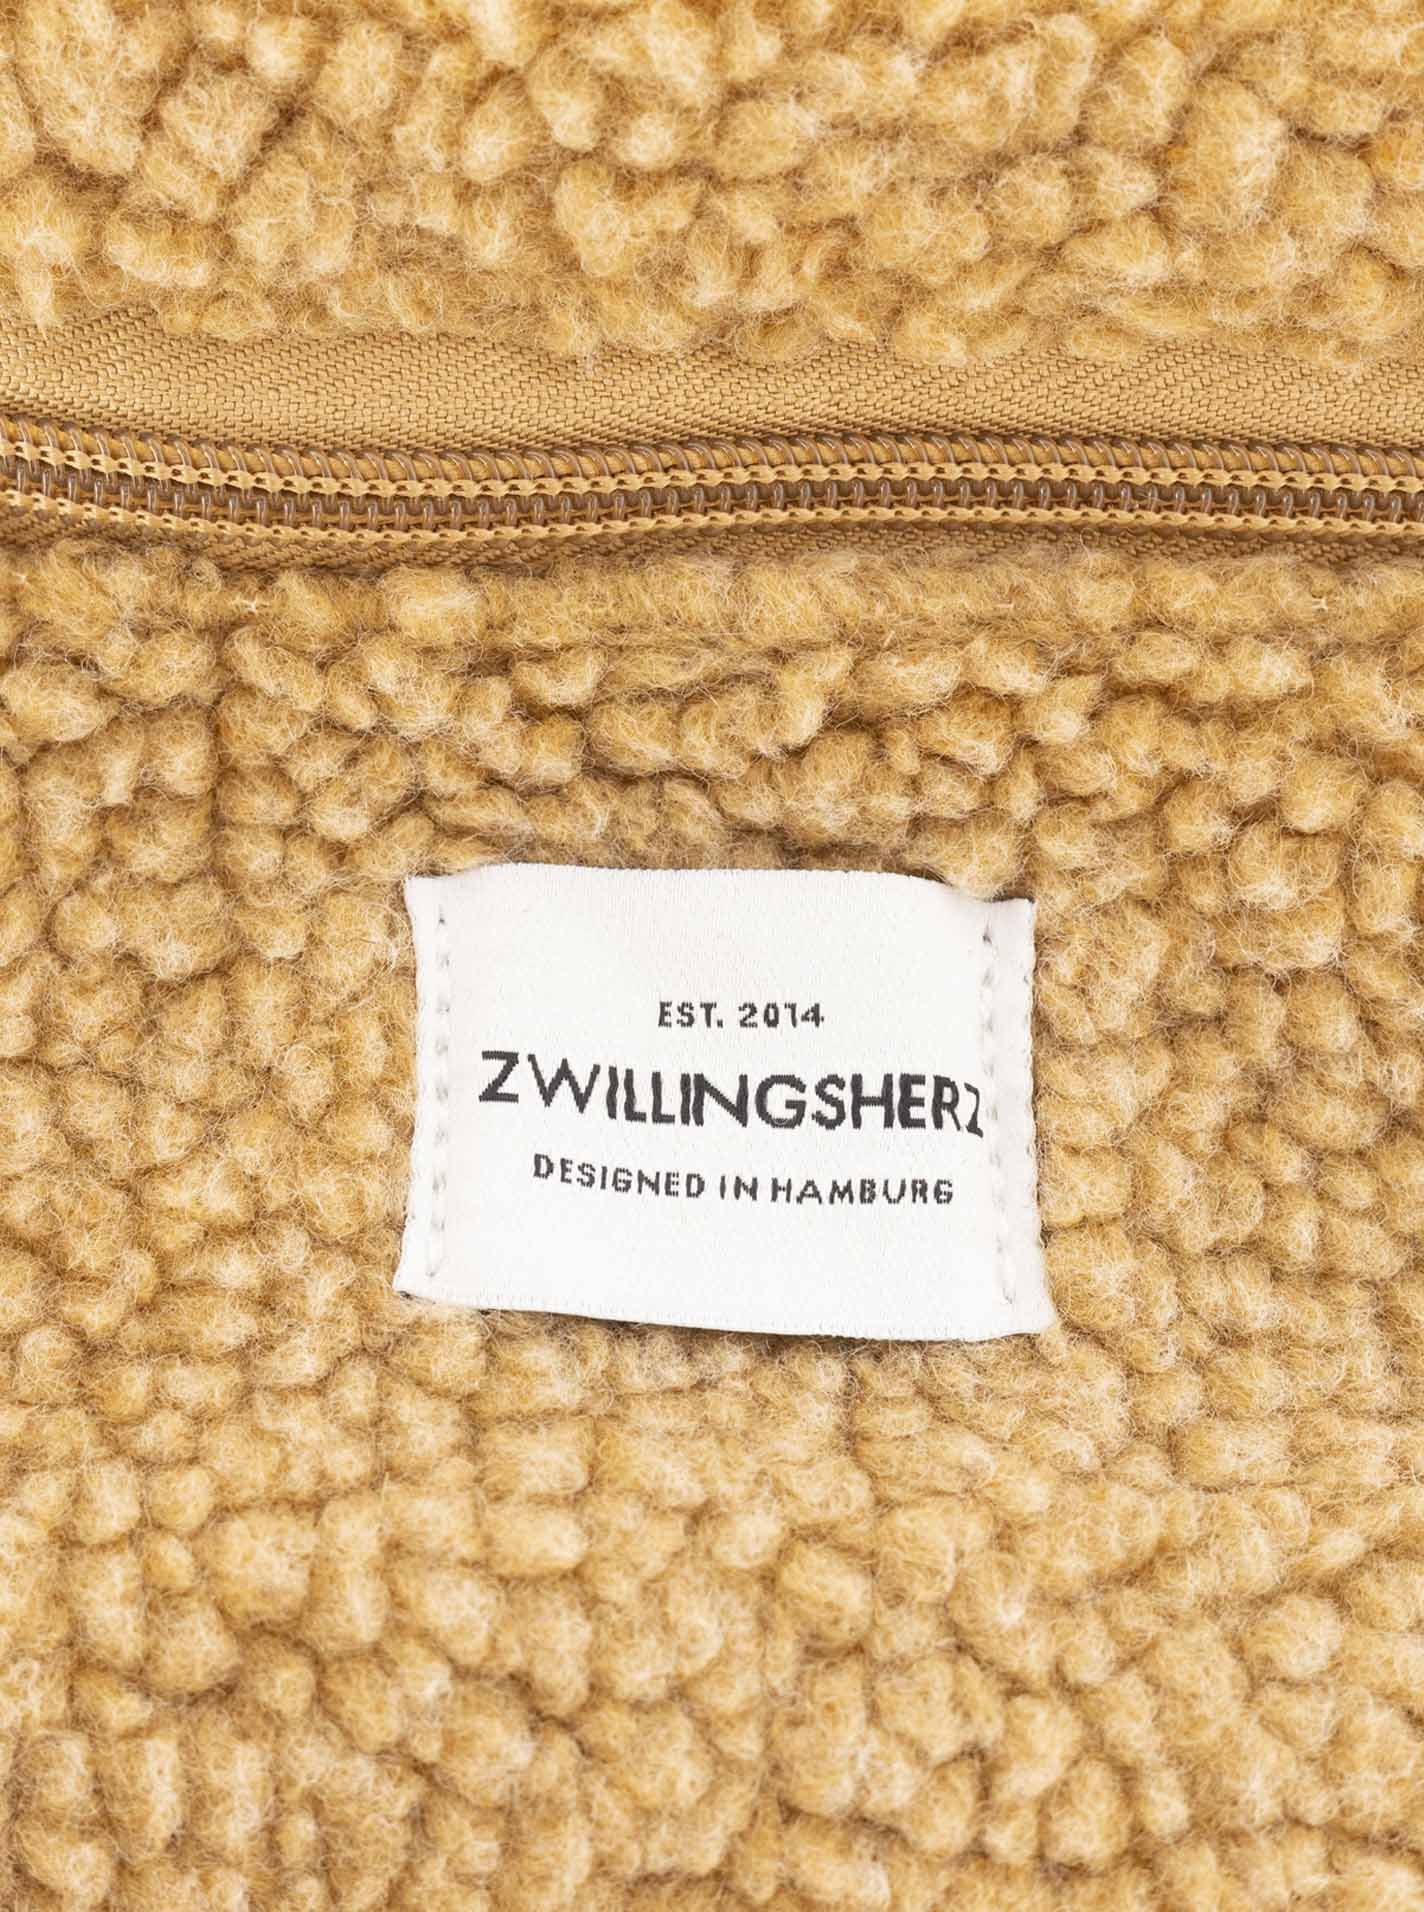 EST. 2014
ZWILLINGSHERZ
DESIGNED IN HAMBURG